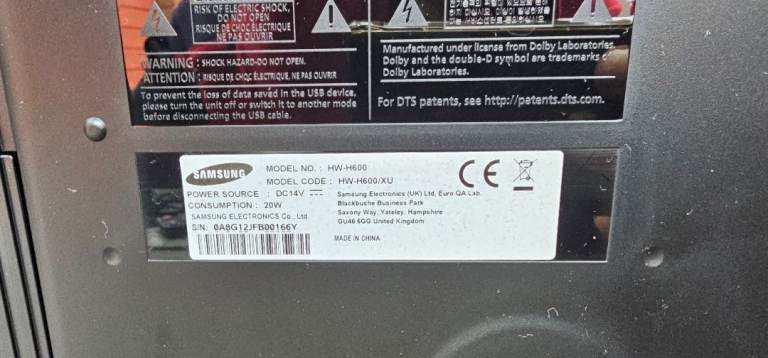 RISK OF ELECTRIC SHOCK,
DO NOT OPEN
RISQUE DE CHOC ÉLECTRIQUE
NE PAS OUVRIR
WARNING : SHOCK HAZARD-DO NOT OPEN.
ATTENTION : RISQUE DE CHOC ÉLECTRIQUE, NE PAS OUVRIR
To prevent the loss of data saved in the USB device,
please turn the unit off or switch it to another mode
before disconnecting the USB cable.
Manufactured under license from Dolby Laboratories.
Dolby and the double-D symbol are trademarks of
Dolby Laboratories.
For DTS patents, see http://patents.dts.com.
SAMSUNG
MODEL NO. : HW-H600
MODEL CODE : HW-H600/XU
POWER SOURCE : DC14V
CONSUMPTION : 20W
SAMSUNG ELECTRONICS Co., Ltd.
S/N: 0A8G12JFB00166Y
Samsung Electronics (UK) Ltd, Euro QA Lab.
Blackbushe Business Park
Saxony Way, Yateley, Hampshire
GU46 6GG United Kingdom
MADE IN CHINA
CE